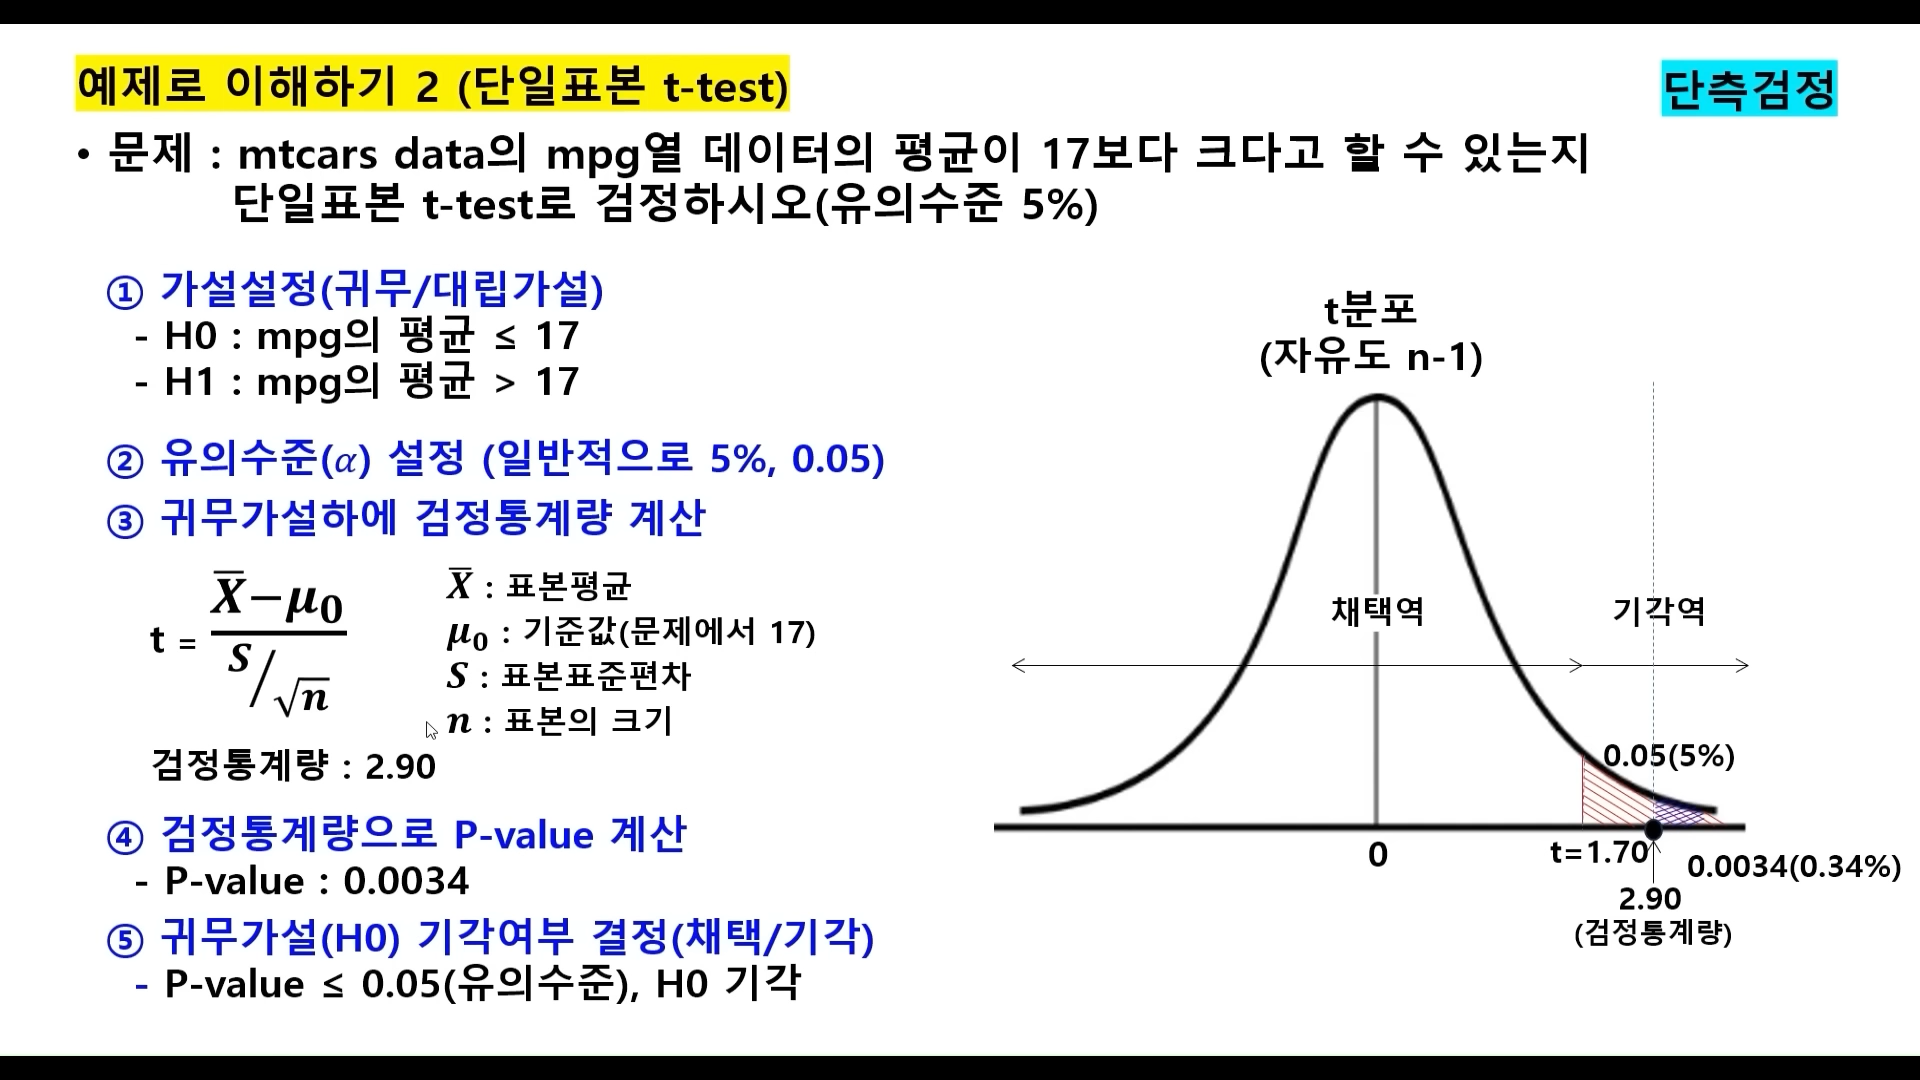 예제로 이해하기 2 (단일표본 t-test)
단측검정
• 문제 : mtcars data의 mpg열 데이터의 평균이 17보다 크다고 할 수 있는지
단일표본 t-test로 검정하시오(유의수준 5%)
① 가설설정(귀무/대립가설)
- H0 : mpg의 평균 ≤ 17
- H1 : mpg의 평균 > 17
② 유의수준(α) 설정 (일반적으로 5%, 0.05)
③ 귀무가설하에 검정통계량 계산
t = (X̄−μ₀)/(S/√n)
X̄ : 표본평균
μ₀ : 기준값(문제에서 17)
S : 표본표준편차
n : 표본의 크기
검정통계량 : 2.90
④ 검정통계량으로 P-value 계산
- P-value : 0.0034
⑤ 귀무가설(H0) 기각여부 결정(채택/기각)
- P-value ≤ 0.05(유의수준), H0 기각
t분포
(자유도 n-1)
채택역
기각역
0.05(5%)
0
t=1.70
0.0034(0.34%)
2.90
(검정통계량)